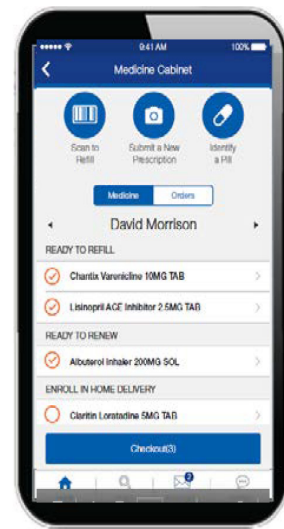 9:41 AM 100%
Medicine Cabinet
Scan to Refill
Submit a New Prescription
Identify a Pill
Medicine Orders
David Morrison
READY TO REFILL
Chantix Varenicline 10MG TAB
Lisinopril ACE Inhibitor 2.5MG TAB
READY TO RENEW
Albuterol Inhaler 200MG SOL
ENROLL IN HOME DELIVERY
Claritin Loratadine 5MG TAB
Checkout(3)
2